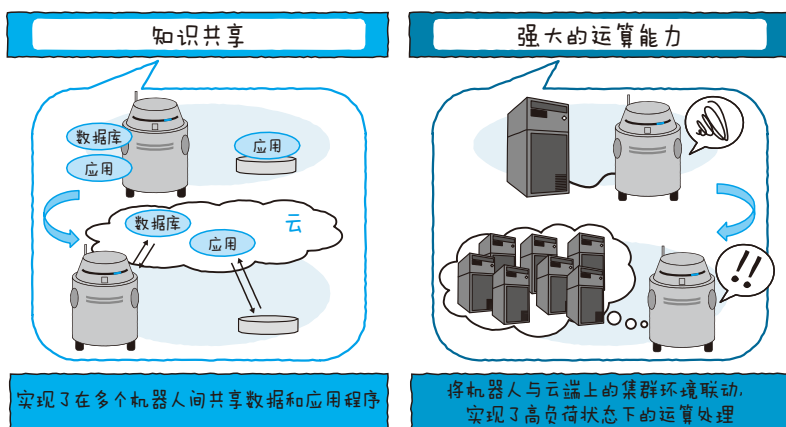 知识共享
数据库
应用
应用
数据库
云
应用
实现了在多个机器人间共享数据和应用程序
强大的运算能力
!!
将机器人与云端上的集群环境联动,
实现了高负荷状态下的运算处理